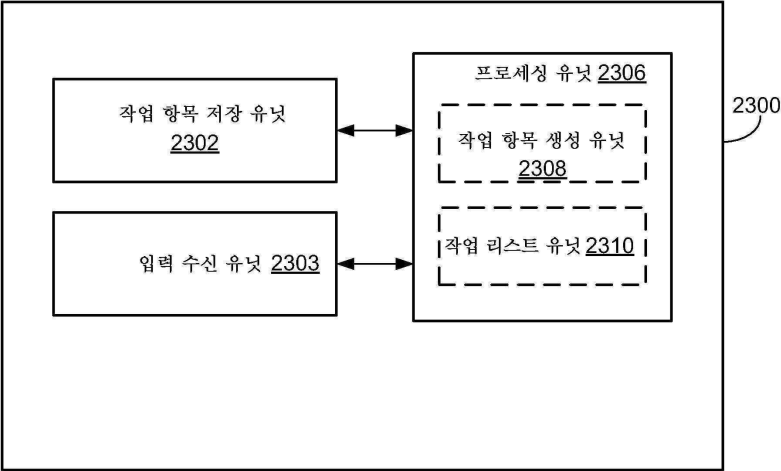 작업 항목 저장 유닛
2302
입력 수신 유닛 2303
프로세싱 유닛 2306
작업 항목 생성 유닛
2308
작업 리스트 유닛 2310
2300